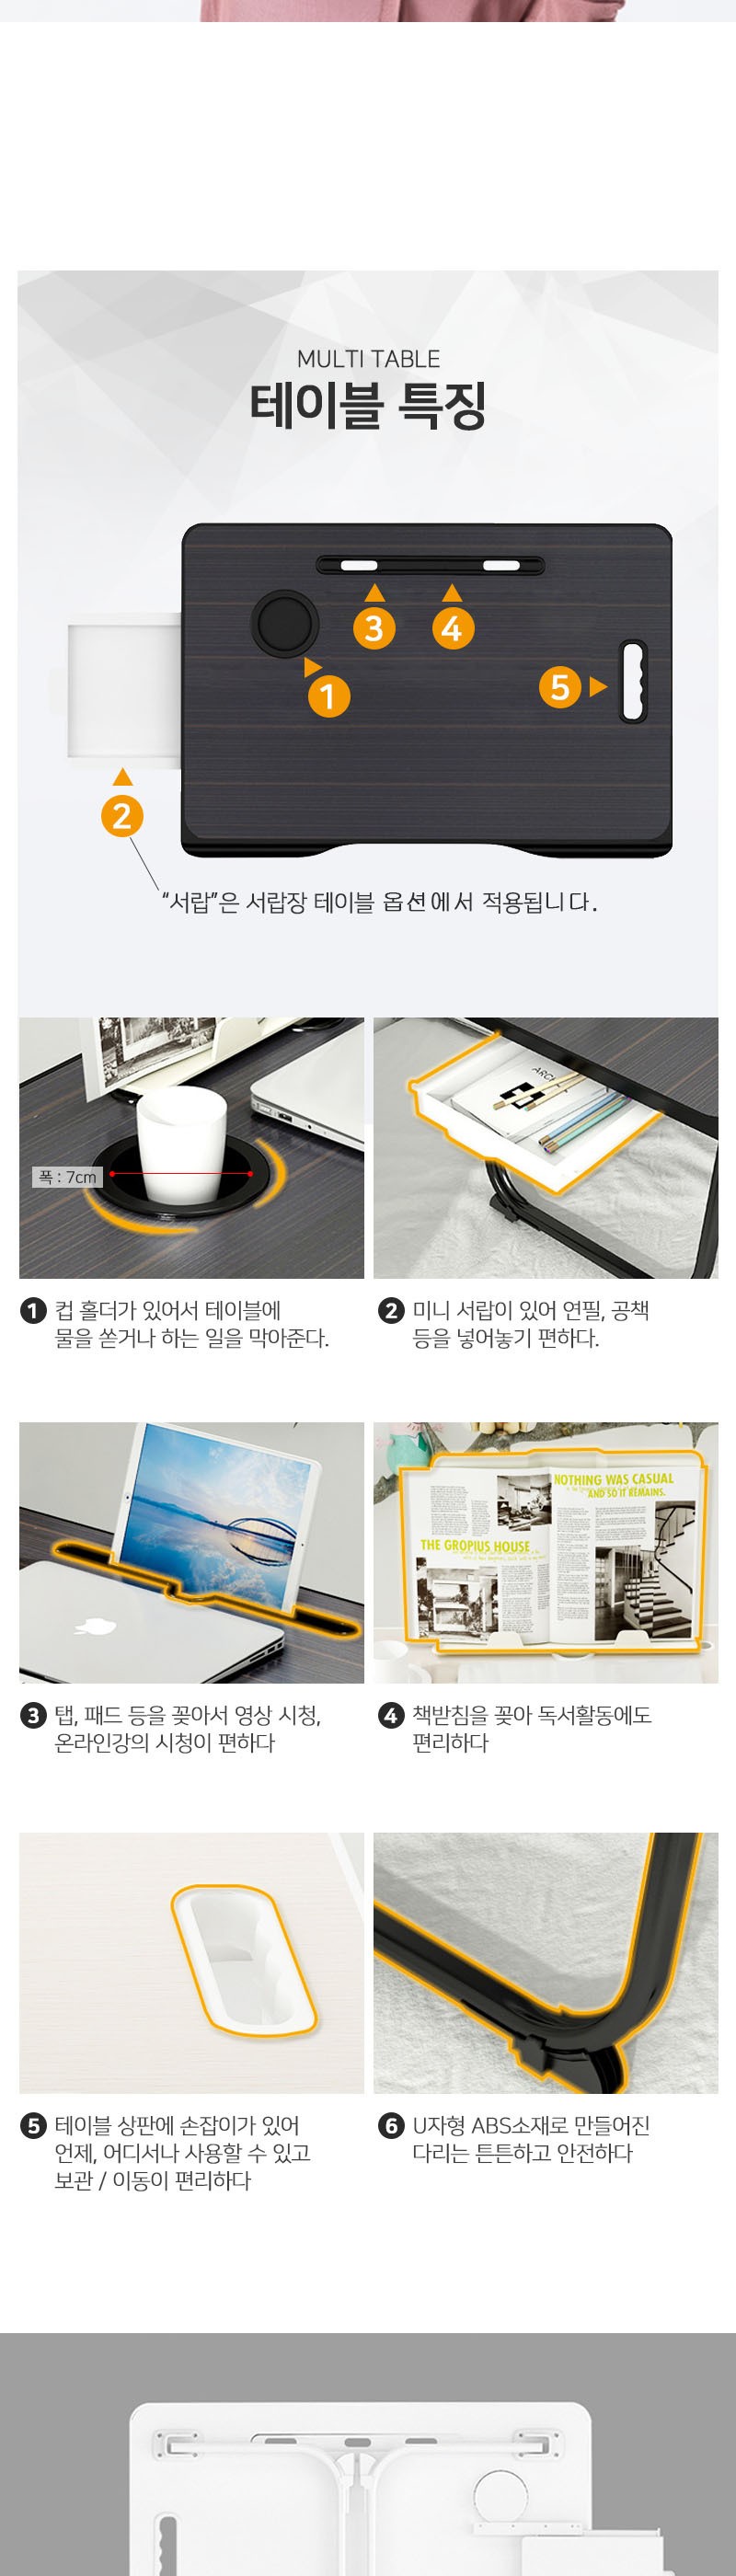 MULTI TABLE
테이블 특징
3
4
5
1
2
“서랍”은 서랍장 테이블 옵션에서 적용됩니다.
폭 : 7cm
ARC
1 컵 홀더가 있어서 테이블에
물을 쏟거나 하는 일을 막아준다.
2 미니 서랍이 있어 연필, 공책
등을 넣어놓기 편하다.
NOTHING WAS CASUAL
AND SO IT REMAINS.
THE GROPIUS HOUSE
3 탭, 패드 등을 꽂아서 영상 시청,
온라인강의 시청이 편하다
4 책받침을 꽂아 독서활동에도
편리하다
5 테이블 상판에 손잡이가 있어
언제, 어디서나 사용할 수 있고
보관 / 이동이 편리하다
6 U자형 ABS소재로 만들어진
다리는 튼튼하고 안전하다